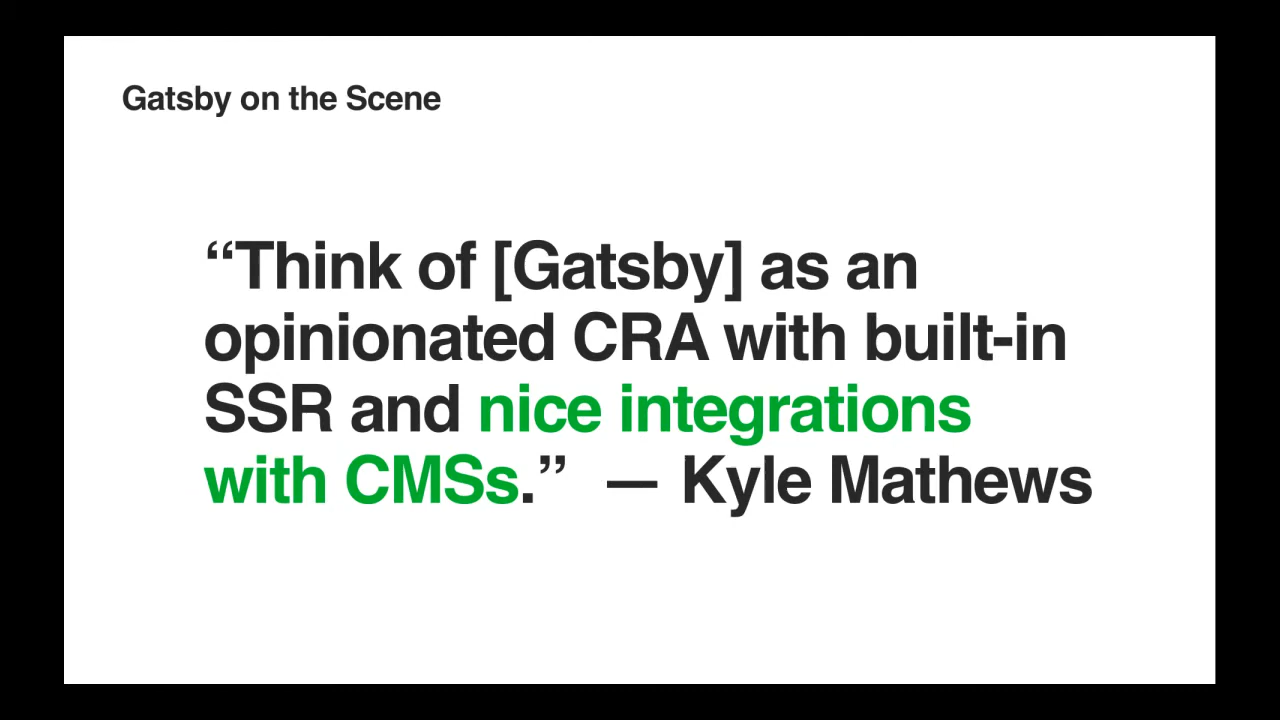 Gatsby on the Scene
“Think of [Gatsby] as an
opinionated CRA with built-in
SSR and nice integrations
with CMSs.” — Kyle Mathews